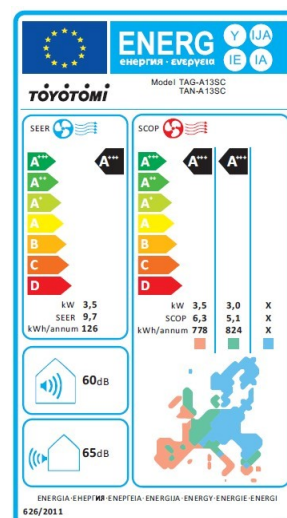 ENERG Y IJA
енергия · ενεργεια IE IA
TOYOTOMI
Model TAG-A13SC
TAN-A13SC
SEER
A+++ A+++
A++
A+
A
B
C
D
kW 3,5
SEER 9,7
kWh/annum 126
SCOP
A+++ A+++ A+++
A++
A+
A
B
C
D
kW 3,5 3,0 X
SCOP 6,3 5,1 X
kWh/annum 778 824 X
60dB
65dB
ENERGIA·ЕНЕРГИЯ·ΕΝΕΡΓΕΙΑ·ENERGIJA·ENERGY·ENERGIE·ENERGI
626/2011